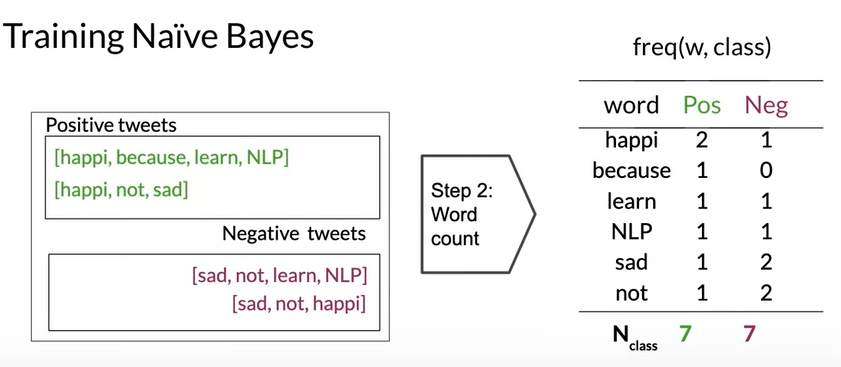 Training Naïve Bayes
Positive tweets
[happi, because, learn, NLP]
[happi, not, sad]
Negative tweets
[sad, not, learn, NLP]
[sad, not, happi]
Step 2:
Word
count
freq(w, class)
word Pos Neg
happi 2 1
because 1 0
learn 1 1
NLP 1 1
sad 1 2
not 1 2
Nclass 7 7